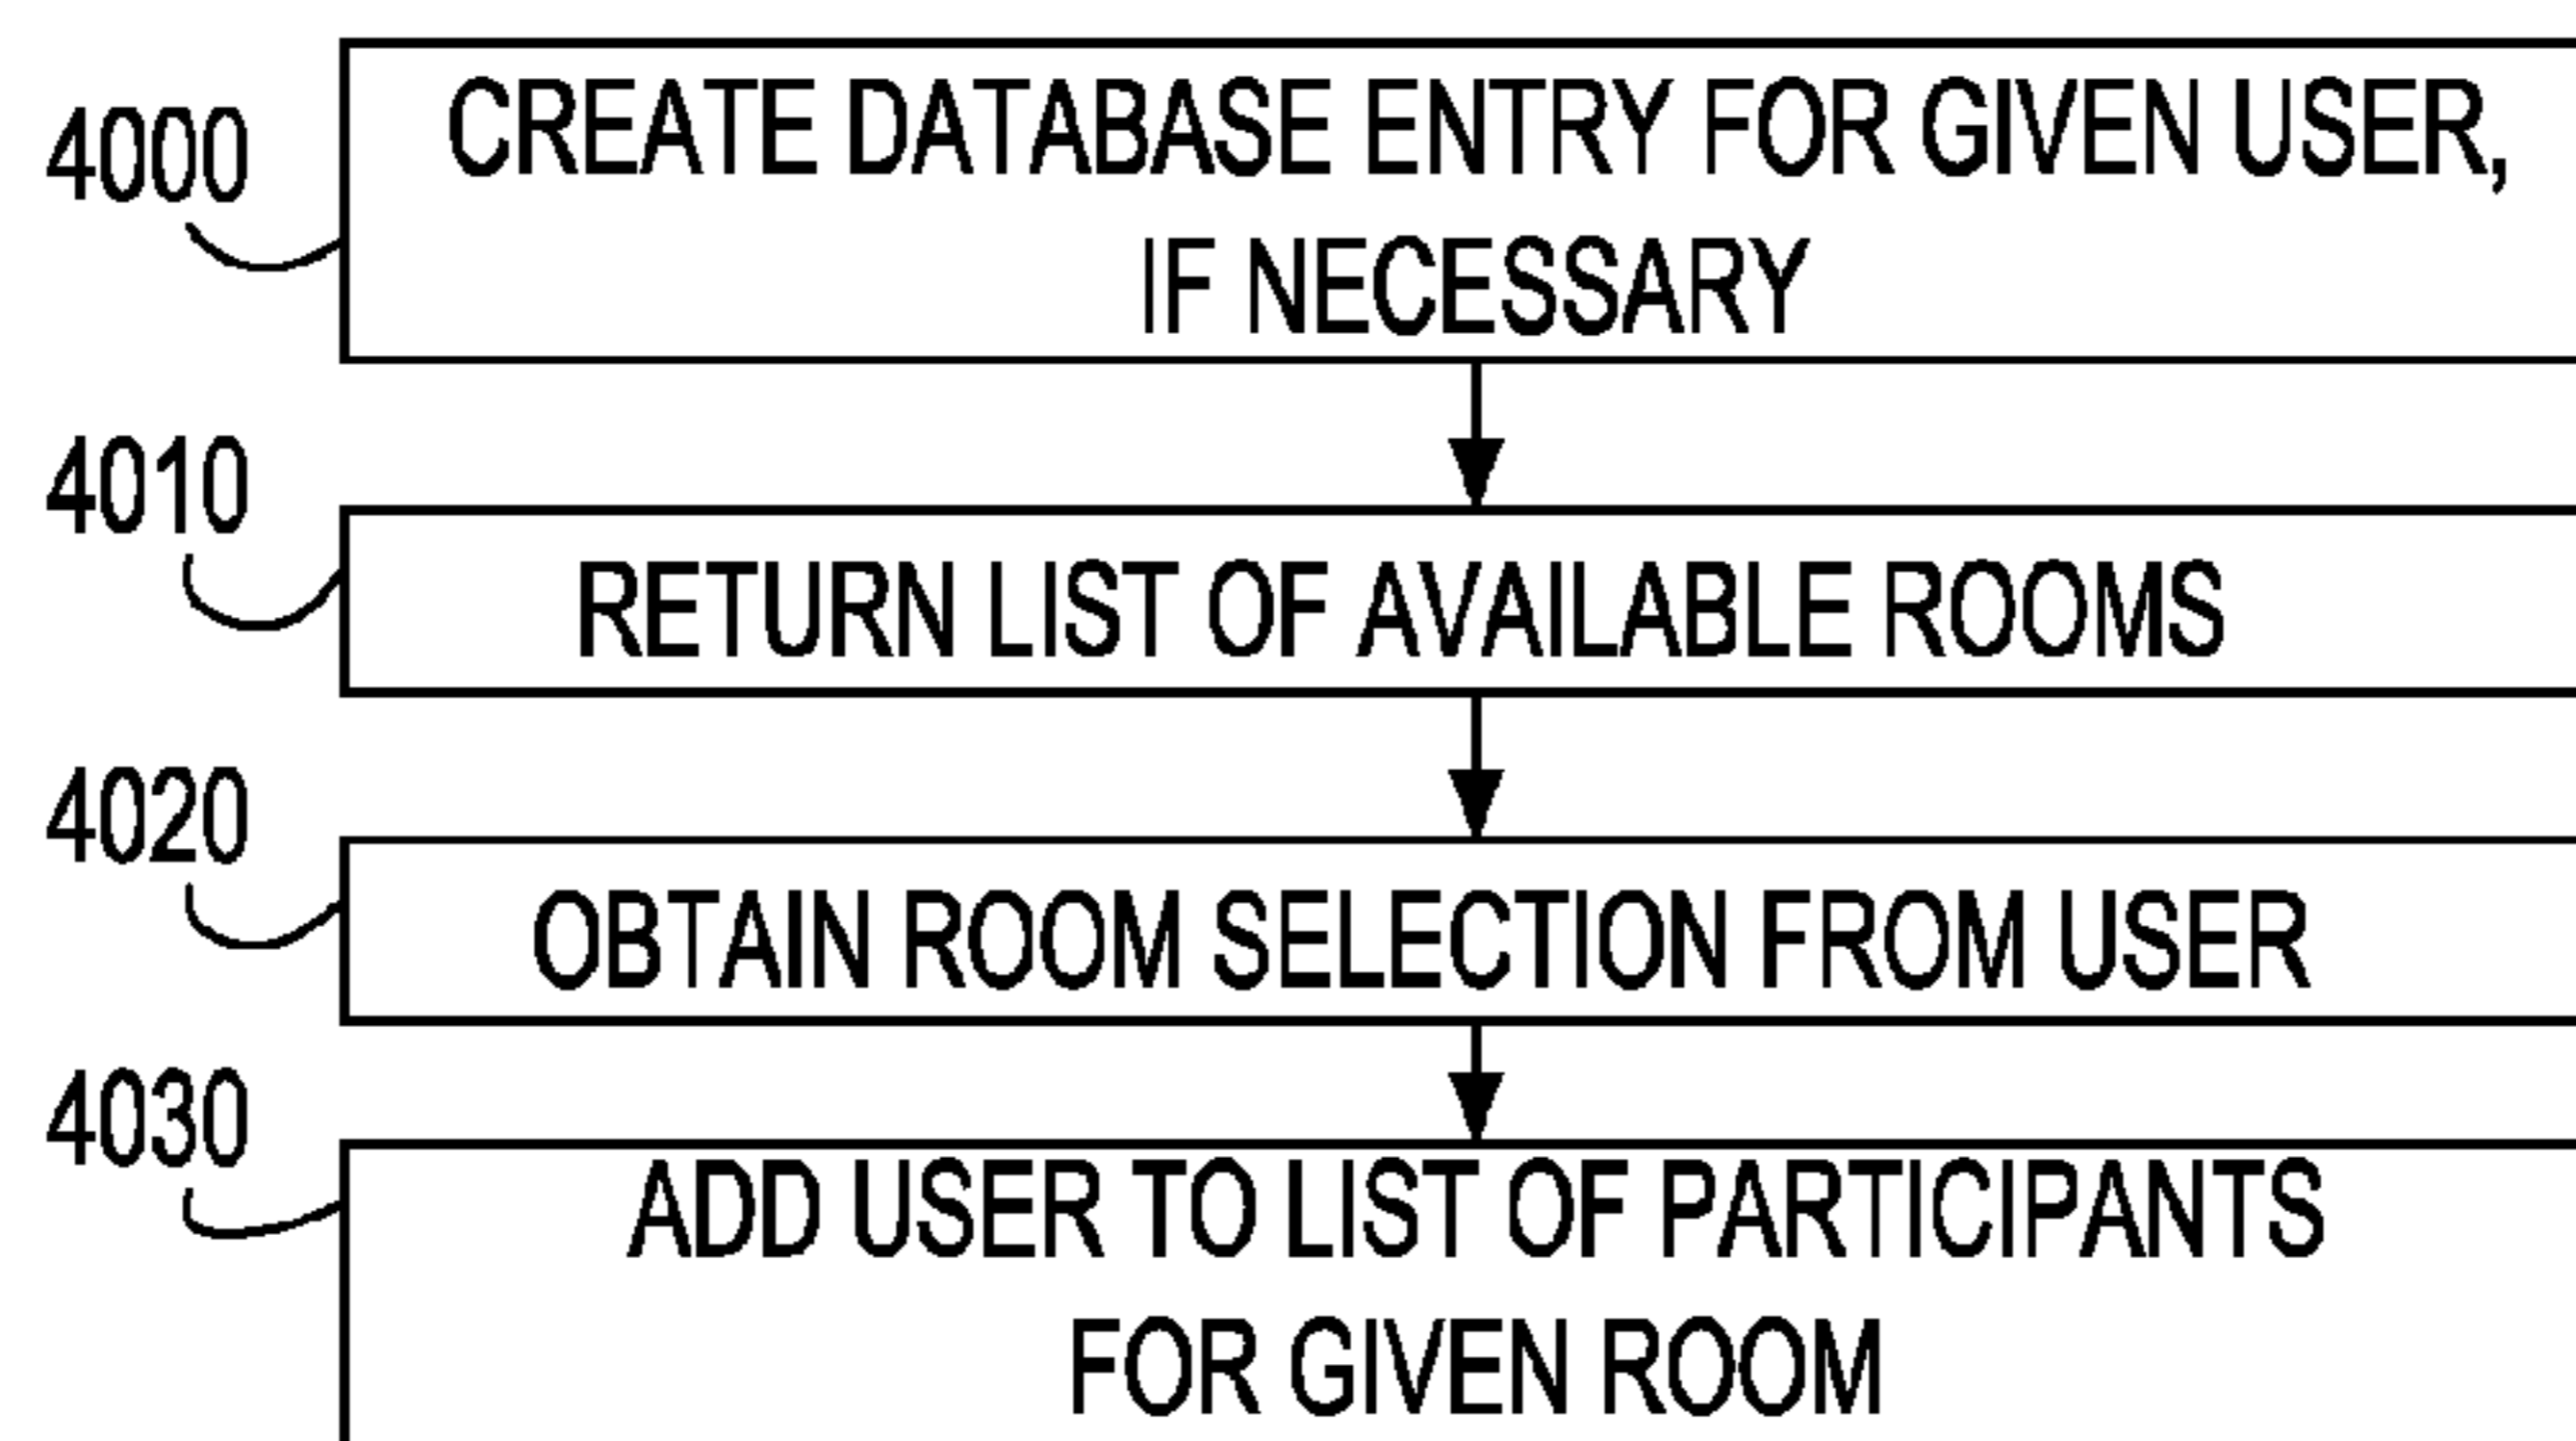 4000
CREATE DATABASE ENTRY FOR GIVEN USER,
IF NECESSARY
4010
RETURN LIST OF AVAILABLE ROOMS
4020
OBTAIN ROOM SELECTION FROM USER
4030
ADD USER TO LIST OF PARTICIPANTS
FOR GIVEN ROOM